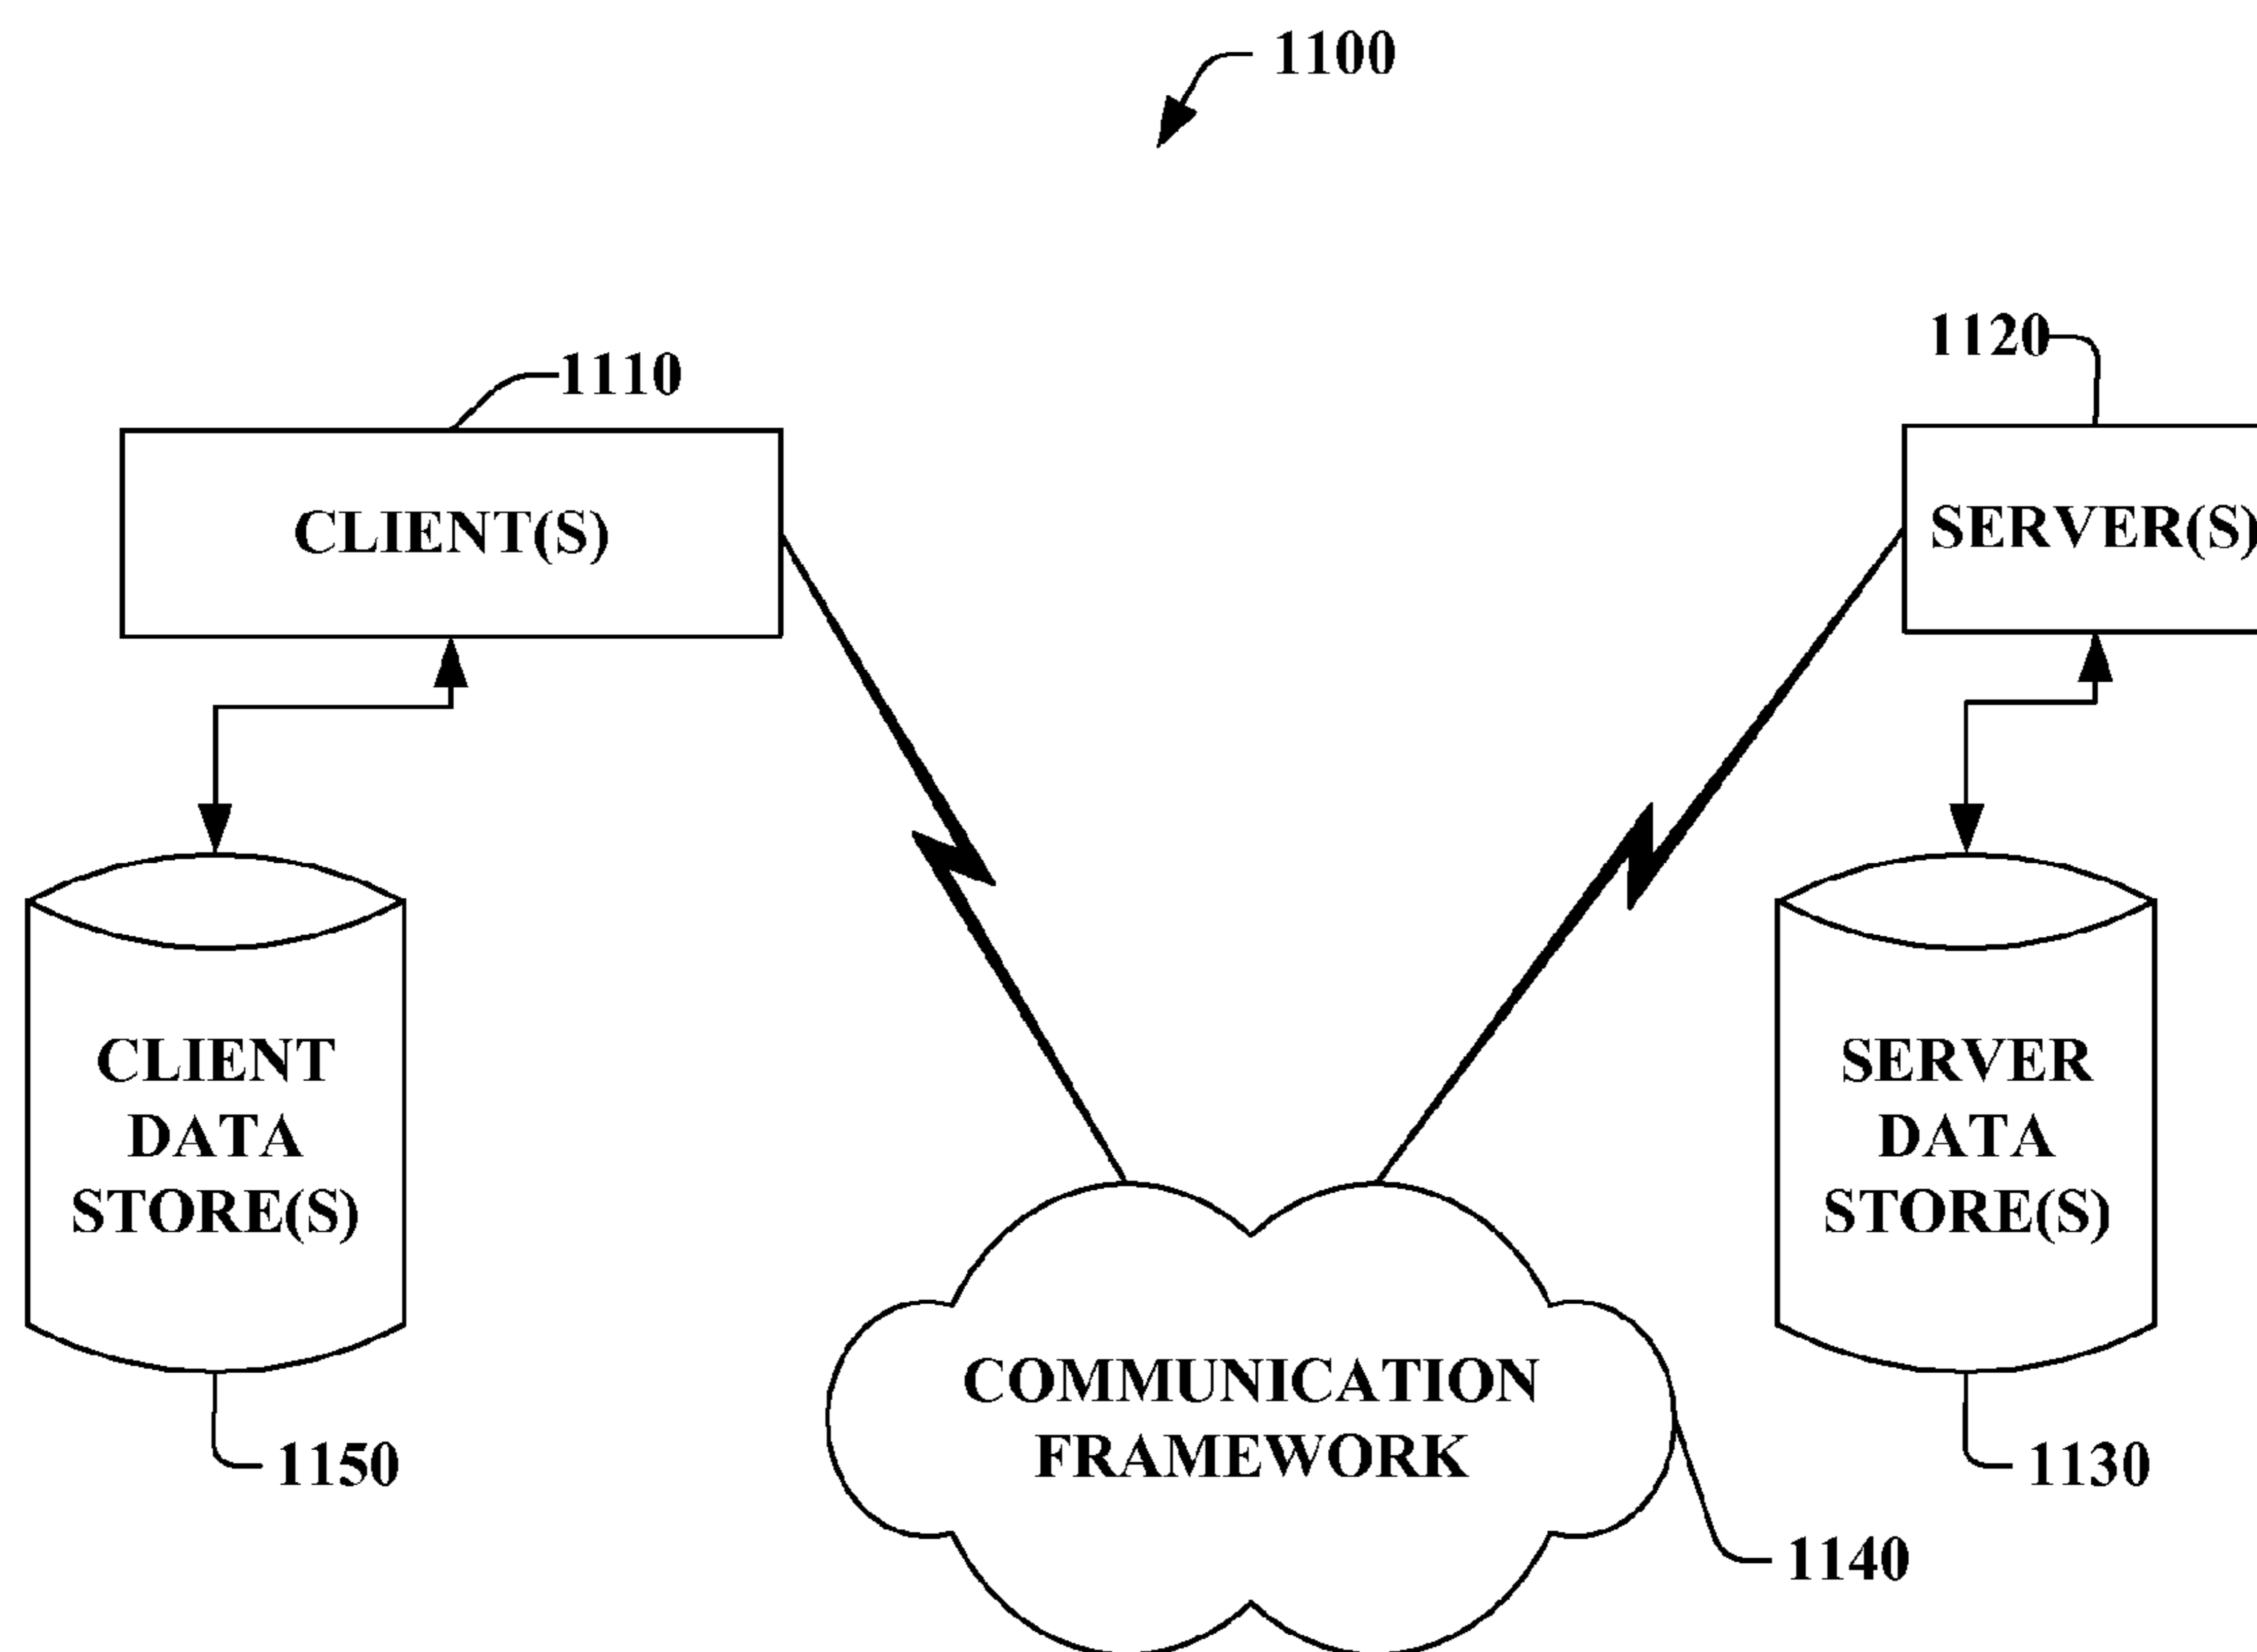 1100
1110
1120
CLIENT(S)
SERVER(S)
CLIENT
DATA
STORE(S)
SERVER
DATA
STORE(S)
COMMUNICATION
FRAMEWORK
1150
1130
1140